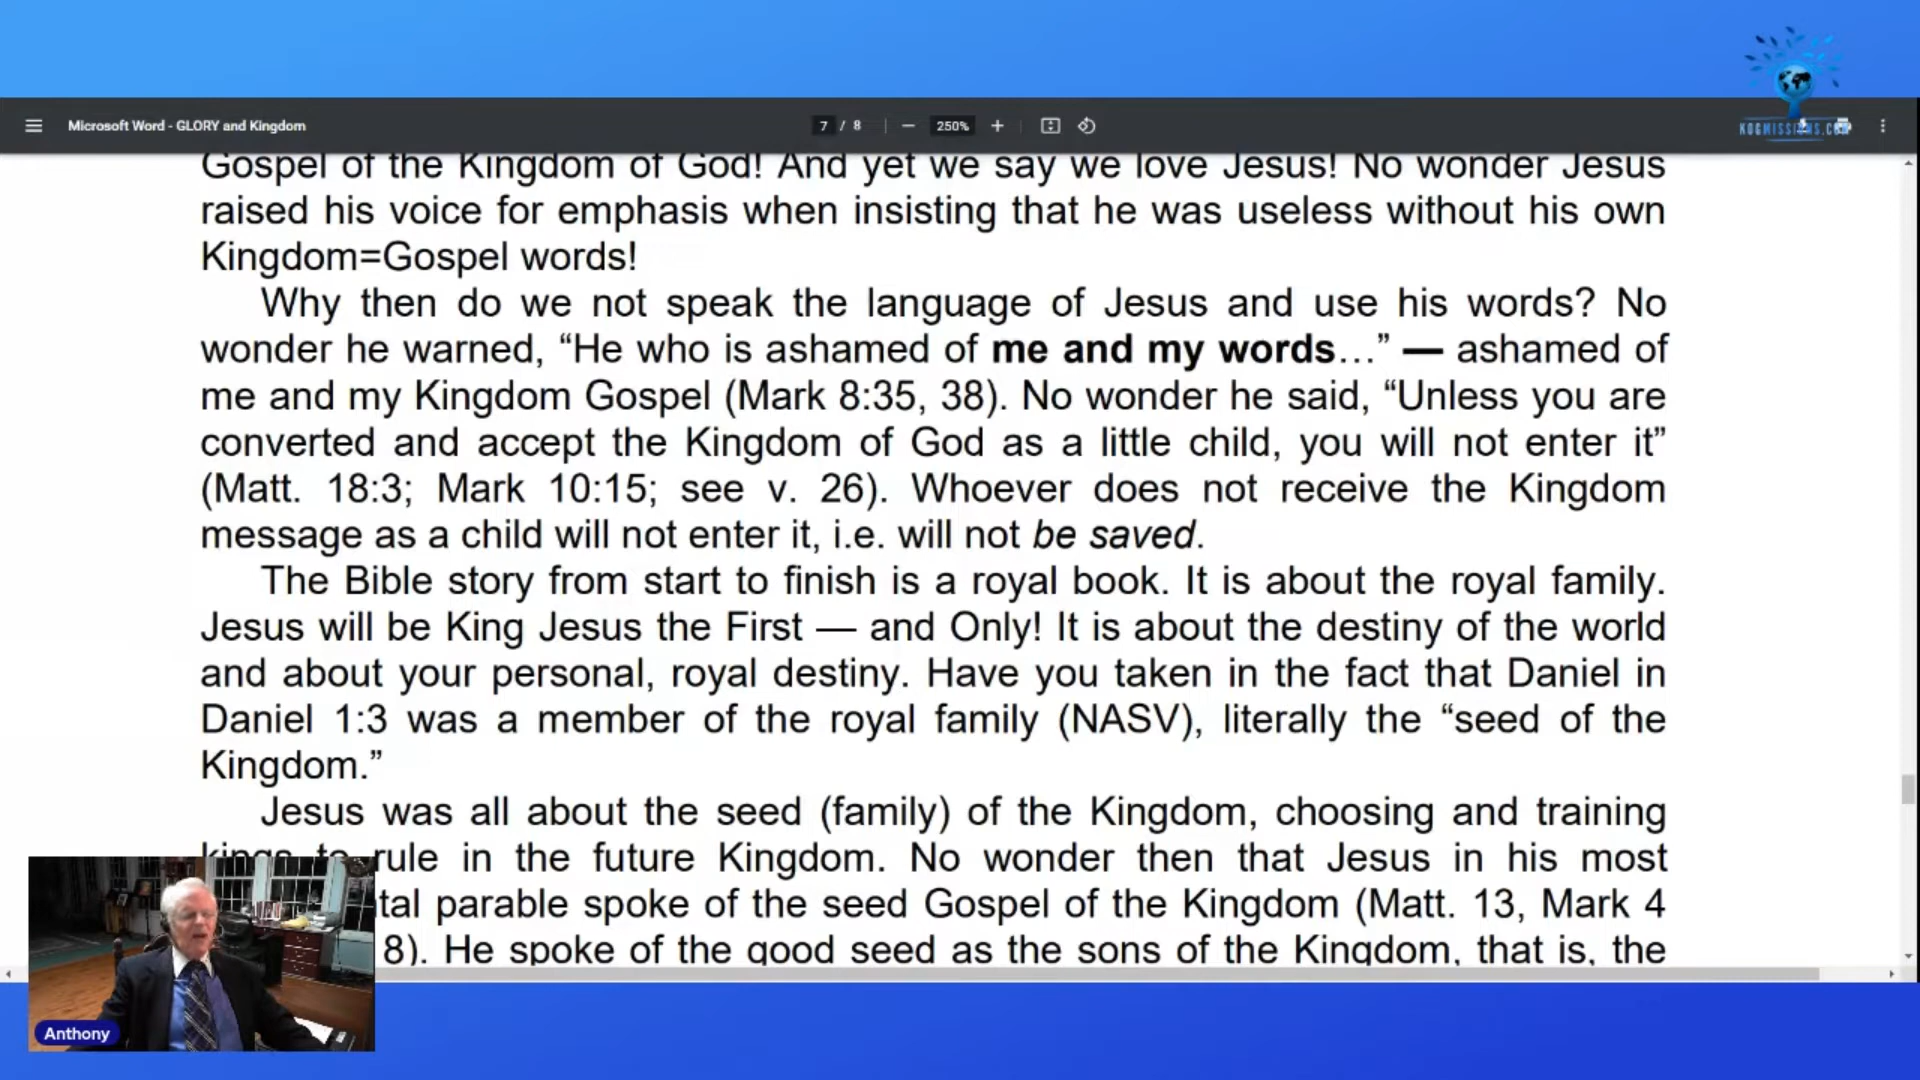 KOGMISSIONS.COM
Microsoft Word - GLORY and Kingdom
7 / 8
250%
Gospel of the Kingdom of God! And yet we say we love Jesus! No wonder Jesus
raised his voice for emphasis when insisting that he was useless without his own
Kingdom=Gospel words!
Why then do we not speak the language of Jesus and use his words? No
wonder he warned, “He who is ashamed of me and my words…” — ashamed of
me and my Kingdom Gospel (Mark 8:35, 38). No wonder he said, “Unless you are
converted and accept the Kingdom of God as a little child, you will not enter it”
(Matt. 18:3; Mark 10:15; see v. 26). Whoever does not receive the Kingdom
message as a child will not enter it, i.e. will not be saved.
The Bible story from start to finish is a royal book. It is about the royal family.
Jesus will be King Jesus the First — and Only! It is about the destiny of the world
and about your personal, royal destiny. Have you taken in the fact that Daniel in
Daniel 1:3 was a member of the royal family (NASV), literally the “seed of the
Kingdom.”
Jesus was all about the seed (family) of the Kingdom, choosing and training
kings to rule in the future Kingdom. No wonder then that Jesus in his most
tal parable spoke of the seed Gospel of the Kingdom (Matt. 13, Mark 4
8). He spoke of the good seed as the sons of the Kingdom, that is, the
Anthony